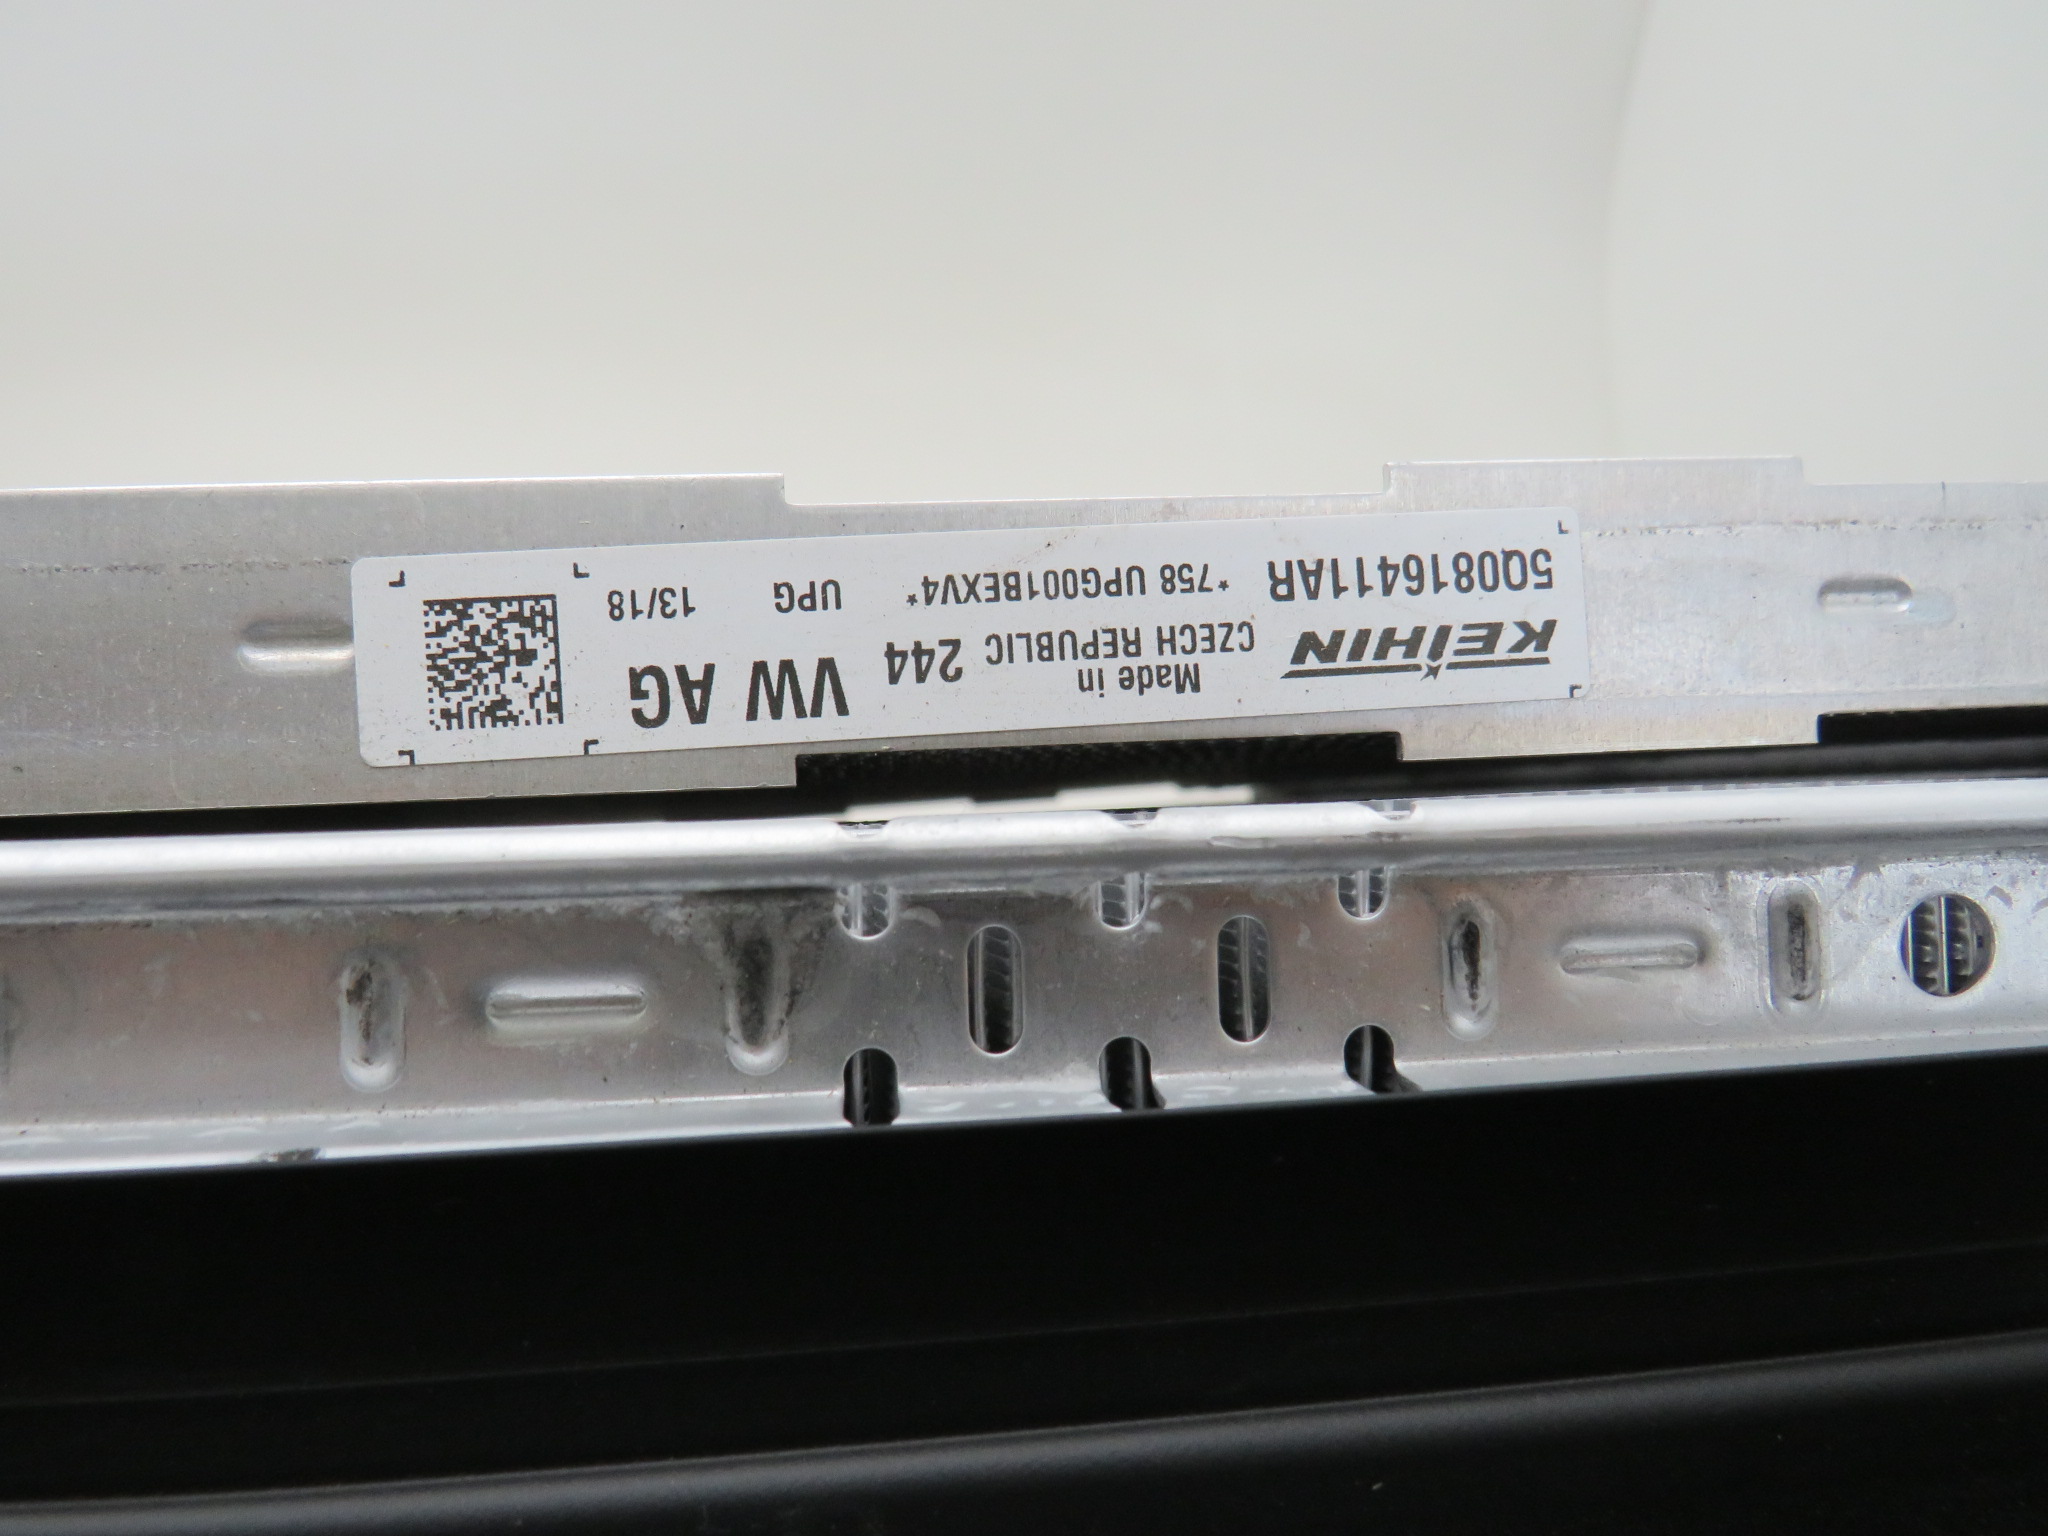 KEIHIN
Made in
CZECH REPUBLIC 244
VW AG
5Q0816411AR
*758 UPG001BEXV4*
UPG
13/18